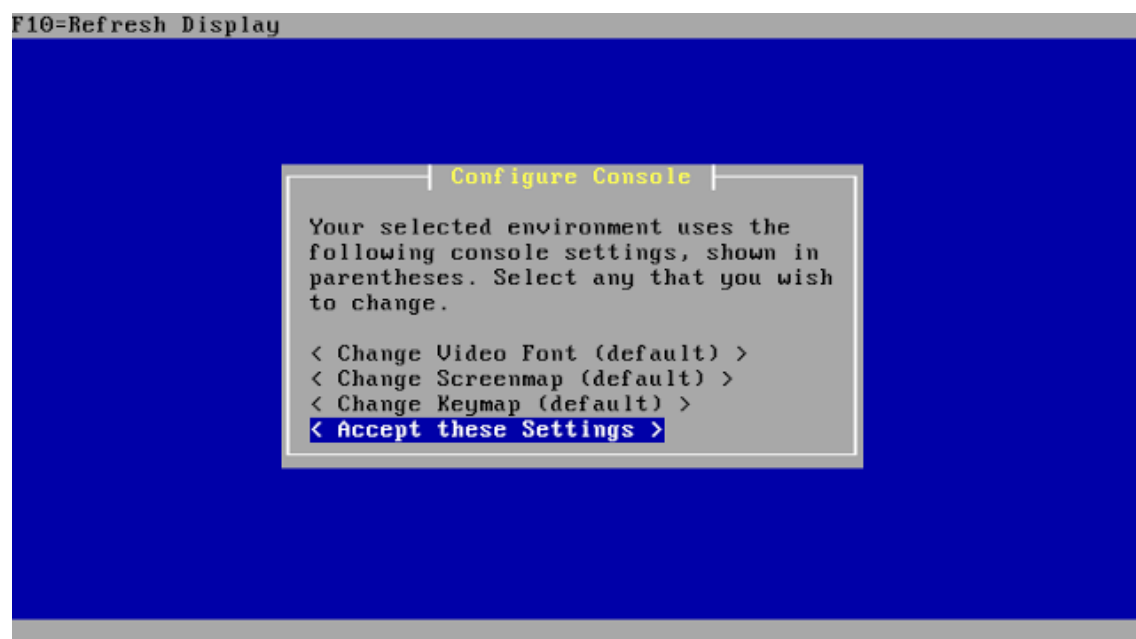 F10=Refresh Display
Configure Console
Your selected environment uses the
following console settings, shown in
parentheses. Select any that you wish
to change.
< Change Video Font (default) >
< Change Screenmap (default) >
< Change Keymap (default) >
< Accept these Settings >